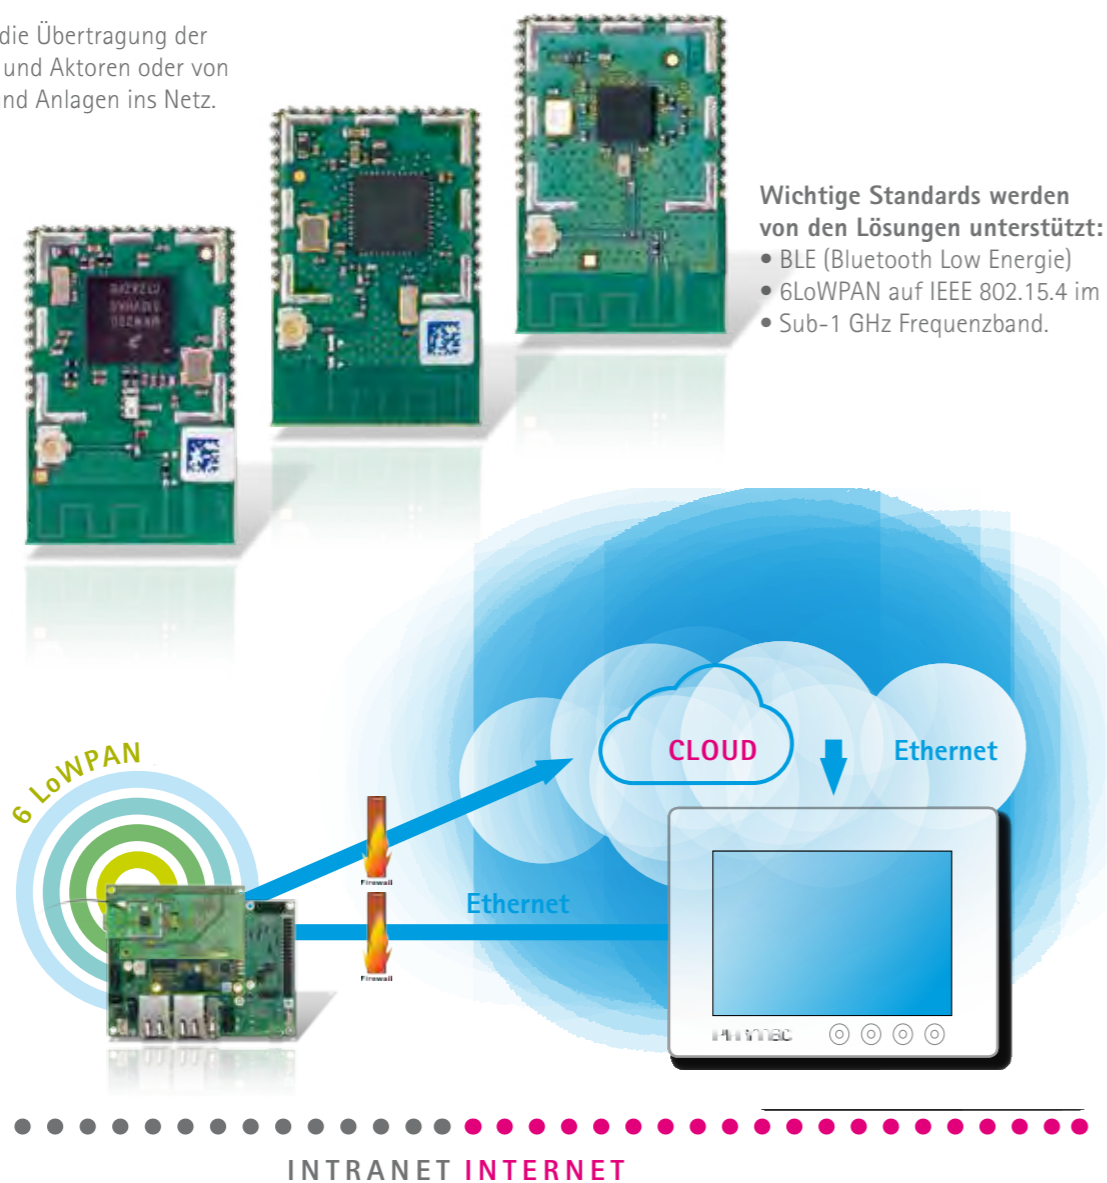 die Übertragung der
und Aktoren oder von
nd Anlagen ins Netz.
Wichtige Standards werden
von den Lösungen unterstützt:
• BLE (Bluetooth Low Energie)
• 6LoWPAN auf IEEE 802.15.4 im
• Sub-1 GHz Frequenzband.
6 LoWPAN
CLOUD
Ethernet
Firewall
Ethernet
Firewall
INTRANET INTERNET